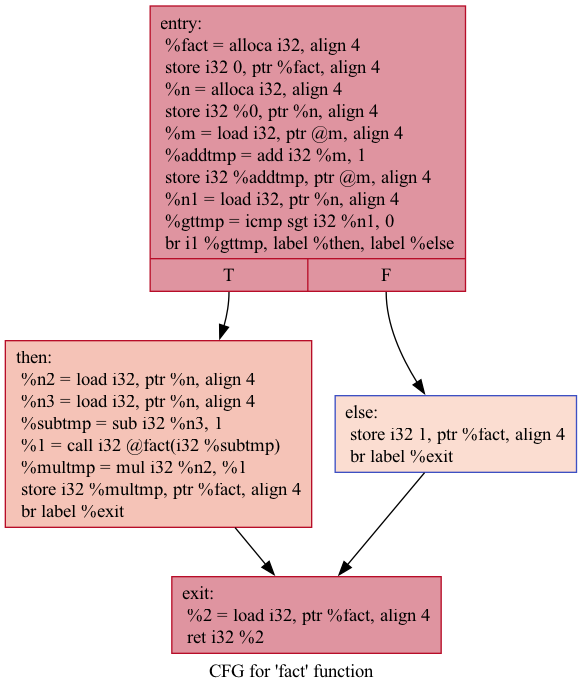 entry:
%fact = alloca i32, align 4
store i32 0, ptr %fact, align 4
%n = alloca i32, align 4
store i32 %0, ptr %n, align 4
%m = load i32, ptr @m, align 4
%addtmp = add i32 %m, 1
store i32 %addtmp, ptr @m, align 4
%n1 = load i32, ptr %n, align 4
%gttmp = icmp sgt i32 %n1, 0
br i1 %gttmp, label %then, label %else
T F
then:
%n2 = load i32, ptr %n, align 4
%n3 = load i32, ptr %n, align 4
%subtmp = sub i32 %n3, 1
%1 = call i32 @fact(i32 %subtmp)
%multmp = mul i32 %n2, %1
store i32 %multmp, ptr %fact, align 4
br label %exit
else:
store i32 1, ptr %fact, align 4
br label %exit
exit:
%2 = load i32, ptr %fact, align 4
ret i32 %2
CFG for 'fact' function